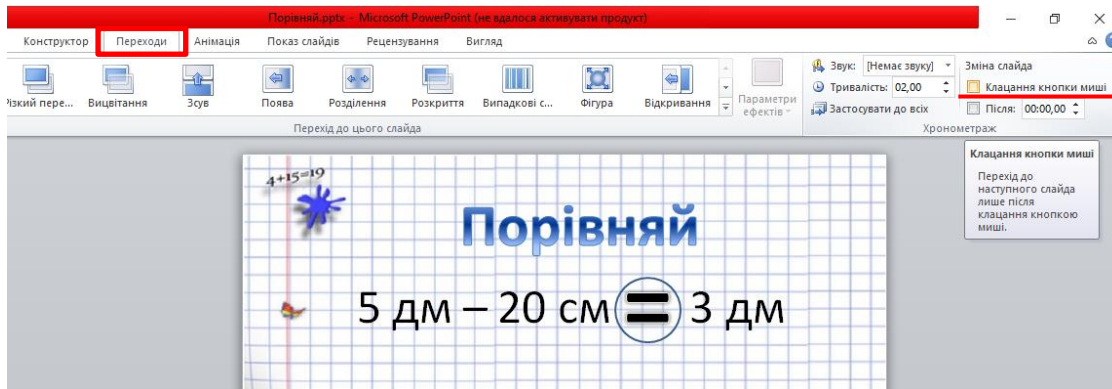 Порівняй.pptx - Microsoft PowerPoint (не вдалося активувати продукт)
Конструктор Переходи Анімація Показ слайдів Рецензування Вигляд
Різкий пере... Вицвітання Зсув Поява Розділення Розкриття Випадкові с... Фігура Відкривання
Параметри
ефектів
Перехід до цього слайда
Звук: [Немає звуку]
Тривалість: 02,00
Застосувати до всіх
Зміна слайда
Клацання кнопки миші
Після: 00:00,00
Хронометраж
Клацання кнопки миші
Перехід до
наступного слайда
лише після
клацання кнопкою
миші.
4+15=19
Порівняй
5 дм – 20 см = 3 дм